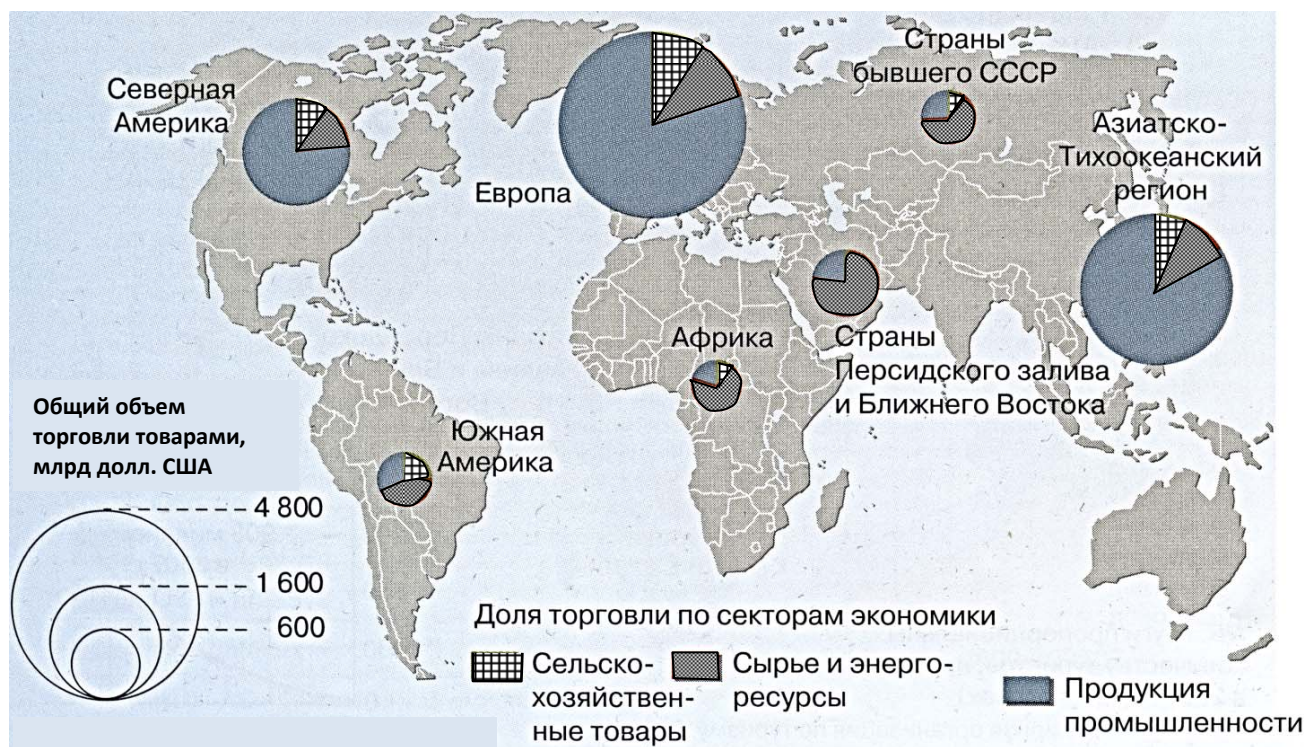 Северная
Америка
Европа
Страны
бывшего СССР
Азиатско-
Тихоокеанский
регион
Африка
Страны
Персидского залива
и Ближнего Востока
Южная
Америка
Общий объем
торговли товарами,
млрд долл. США
4 800
1 600
600
Доля торговли по секторам экономики
Сельско-
хозяйствен-
ные товары
Сырье и энерго-
ресурсы
Продукция
промышленности